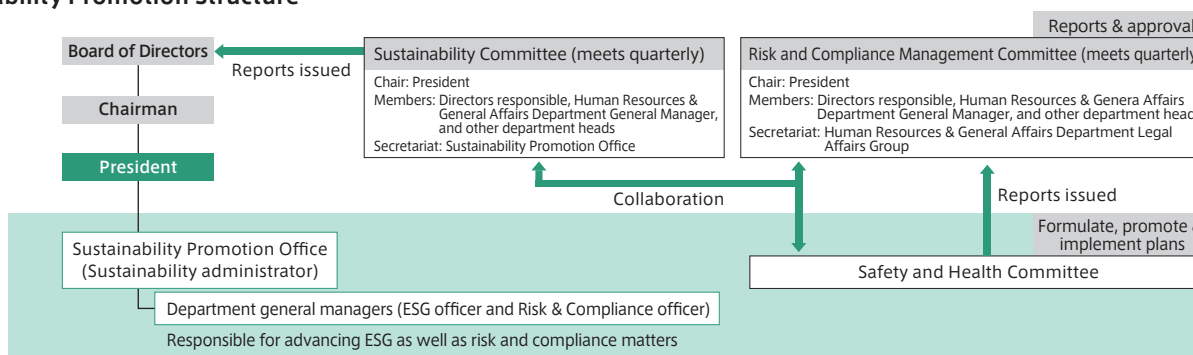 ability Promotion Structure
Reports & approval
Board of Directors
Reports issued
Sustainability Committee (meets quarterly)
Chair: President
Members: Directors responsible, Human Resources &
General Affairs Department General Manager,
and other department heads
Secretariat: Sustainability Promotion Office
Risk and Compliance Management Committee (meets quarterly
Chair: President
Members: Directors responsible, Human Resources & Genera Affairs
Department General Manager, and other department head
Secretariat: Human Resources & General Affairs Department Legal
Affairs Group
Chairman
President
Collaboration
Reports issued
Formulate, promote
implement plans
Sustainability Promotion Office
(Sustainability administrator)
Safety and Health Committee
Department general managers (ESG officer and Risk & Compliance officer)
Responsible for advancing ESG as well as risk and compliance matters